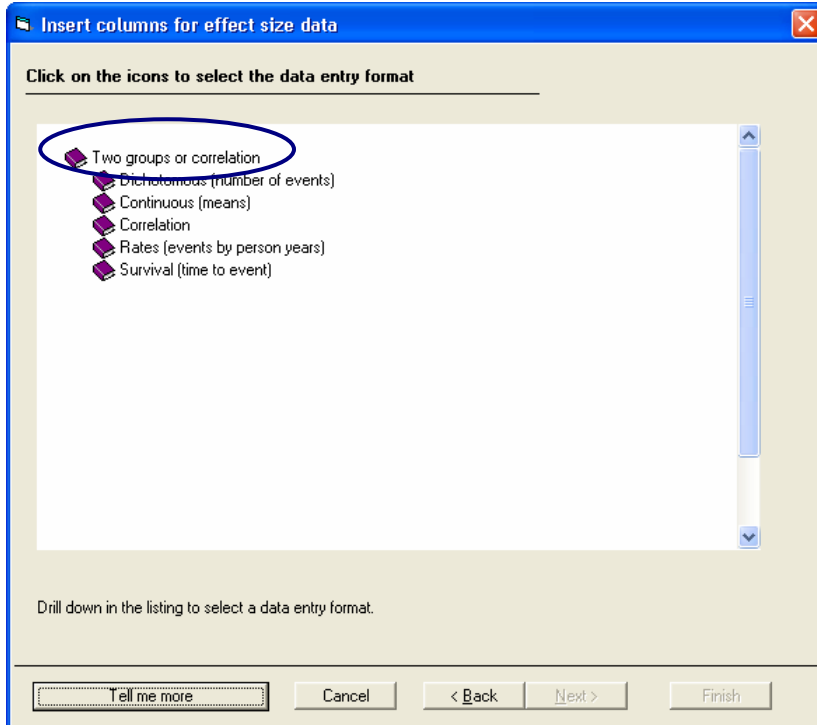 Insert columns for effect size data
Click on the icons to select the data entry format
Two groups or correlation
Dichotomous (number of events)
Continuous (means)
Correlation
Rates (events by person years)
Survival (time to event)
Drill down in the listing to select a data entry format.
Tell me more
Cancel
< Back
Next >
Finish